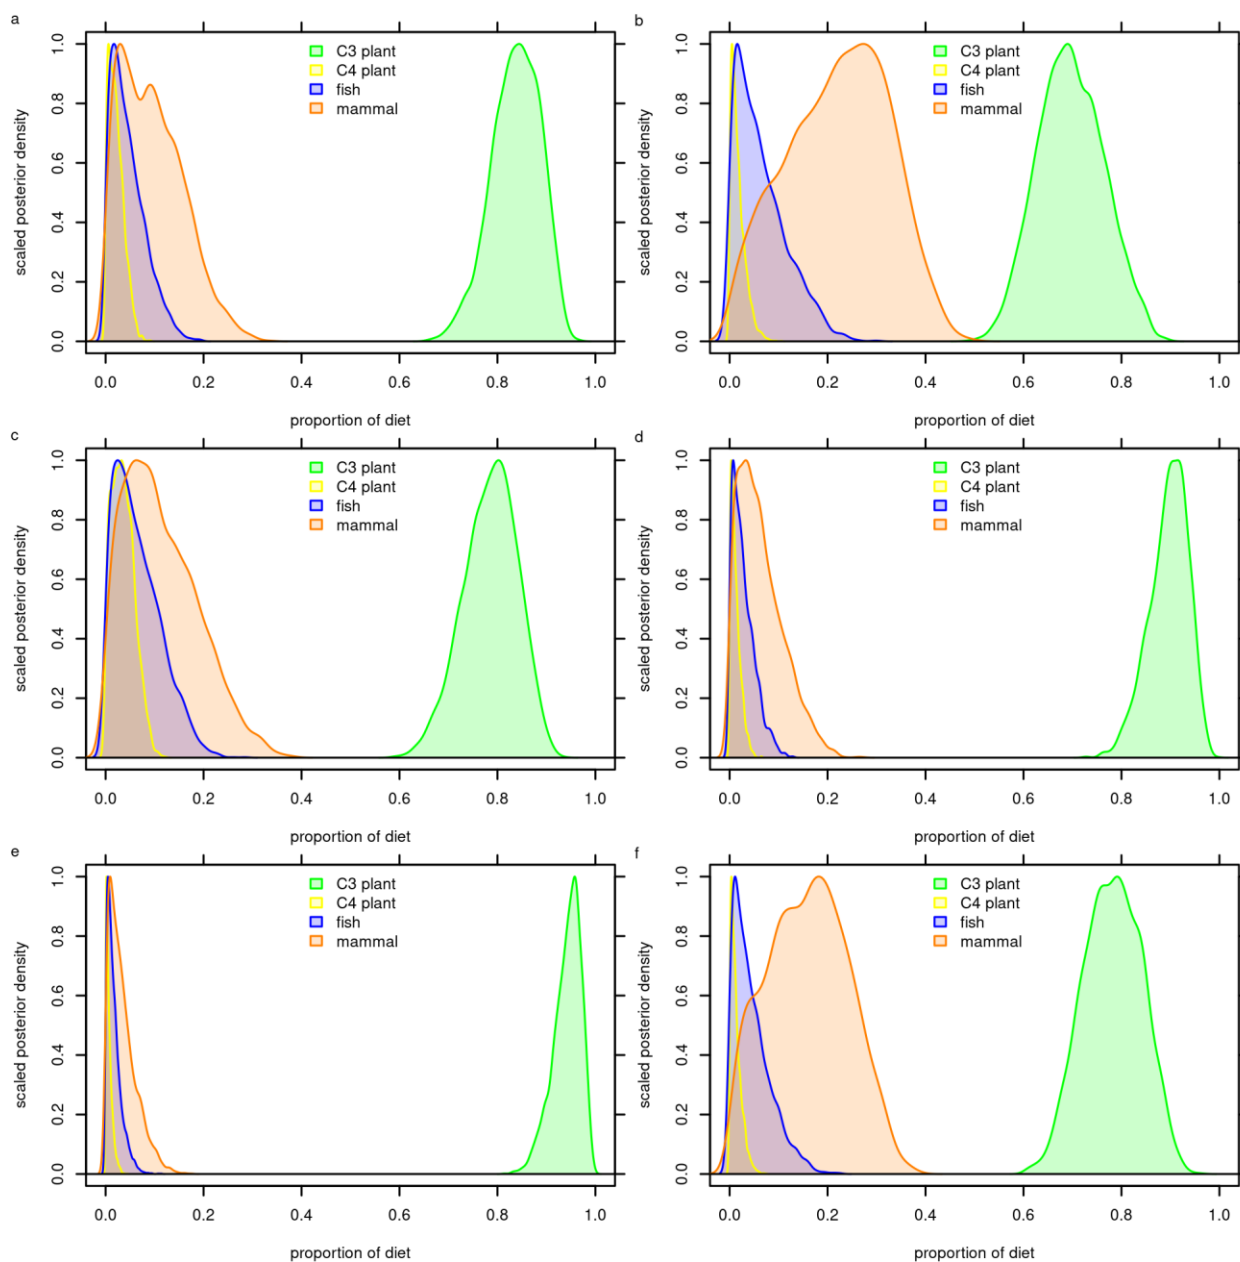 a
C3 plant
C4 plant
fish
mammal
scaled posterior density
0.0 0.2 0.4 0.6 0.8 1.0
0.0 0.2 0.4 0.6 0.8 1.0
proportion of diet
b
C3 plant
C4 plant
fish
mammal
scaled posterior density
0.0 0.2 0.4 0.6 0.8 1.0
0.0 0.2 0.4 0.6 0.8 1.0
proportion of diet
c
C3 plant
C4 plant
fish
mammal
scaled posterior density
0.0 0.2 0.4 0.6 0.8 1.0
0.0 0.2 0.4 0.6 0.8 1.0
proportion of diet
d
C3 plant
C4 plant
fish
mammal
scaled posterior density
0.0 0.2 0.4 0.6 0.8 1.0
0.0 0.2 0.4 0.6 0.8 1.0
proportion of diet
e
C3 plant
C4 plant
fish
mammal
scaled posterior density
0.0 0.2 0.4 0.6 0.8 1.0
0.0 0.2 0.4 0.6 0.8 1.0
proportion of diet
f
C3 plant
C4 plant
fish
mammal
scaled posterior density
0.0 0.2 0.4 0.6 0.8 1.0
0.0 0.2 0.4 0.6 0.8 1.0
proportion of diet